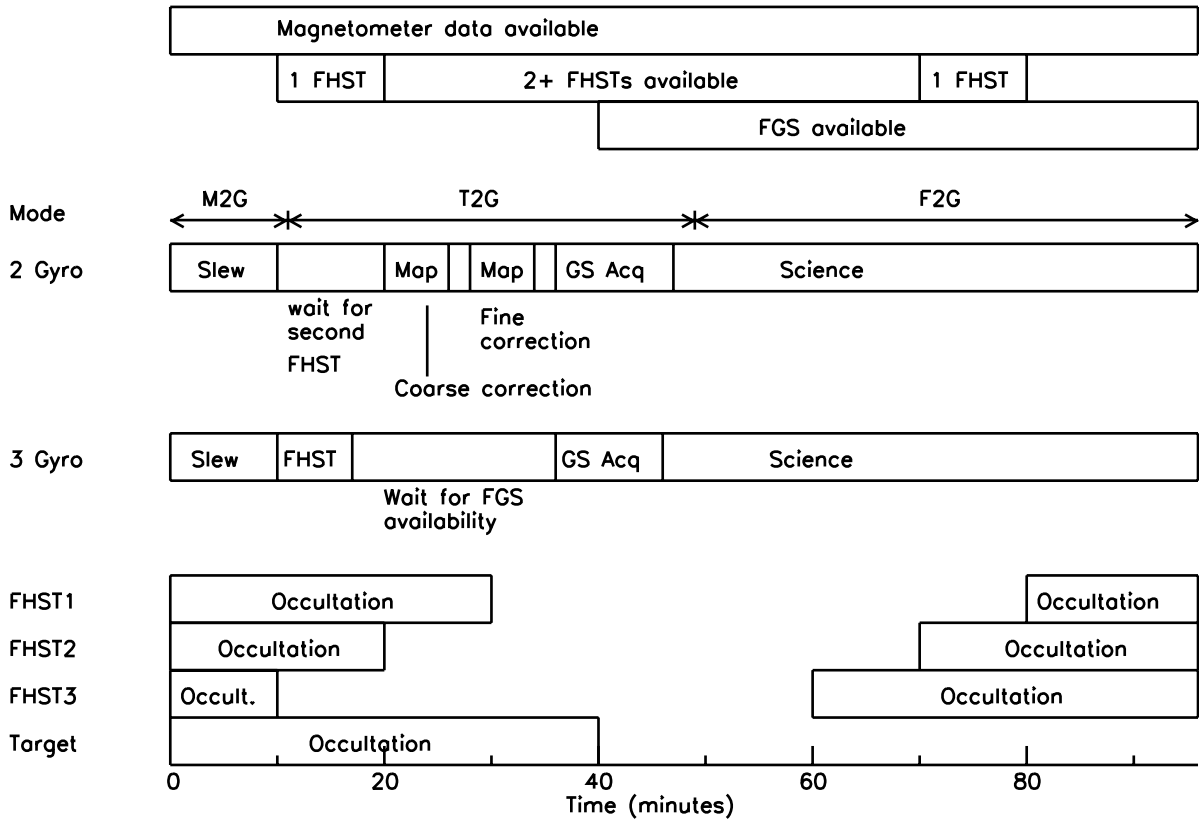 Magnetometer data available
1 FHST 2+ FHSTs available 1 FHST
FGS available
Mode M2G T2G F2G
2 Gyro Slew Map Map GS Acq Science
wait for
second
FHST
Fine
correction
Coarse correction
3 Gyro Slew FHST GS Acq Science
Wait for FGS
availability
FHST1 Occultation Occultation
FHST2 Occultation Occultation
FHST3 Occult. Occultation
Target Occultation
0 20 40 60 80
Time (minutes)